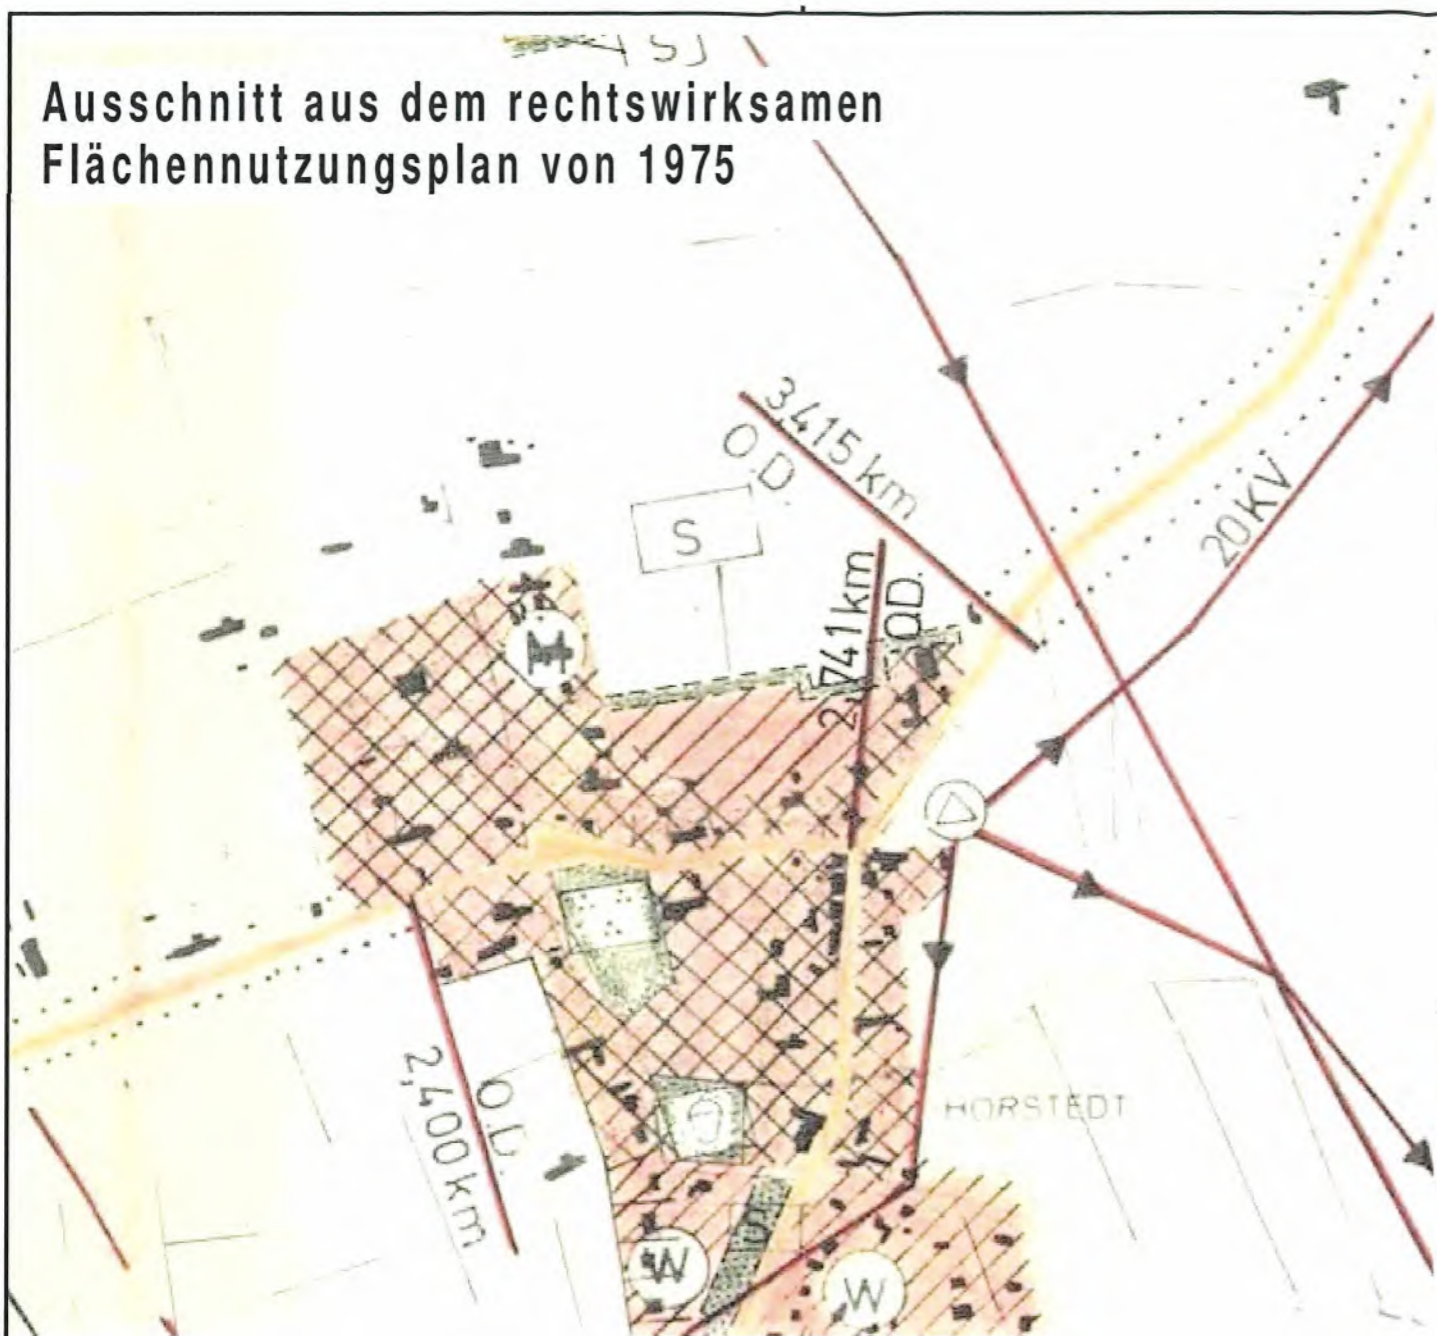 Ausschnitt aus dem rechtswirksamen
Flächennutzungsplan von 1975
3,415 km
O.D.
S
20 KV
2,741 km
O.D.
M
2,400 km
HORSTEDT
W
W